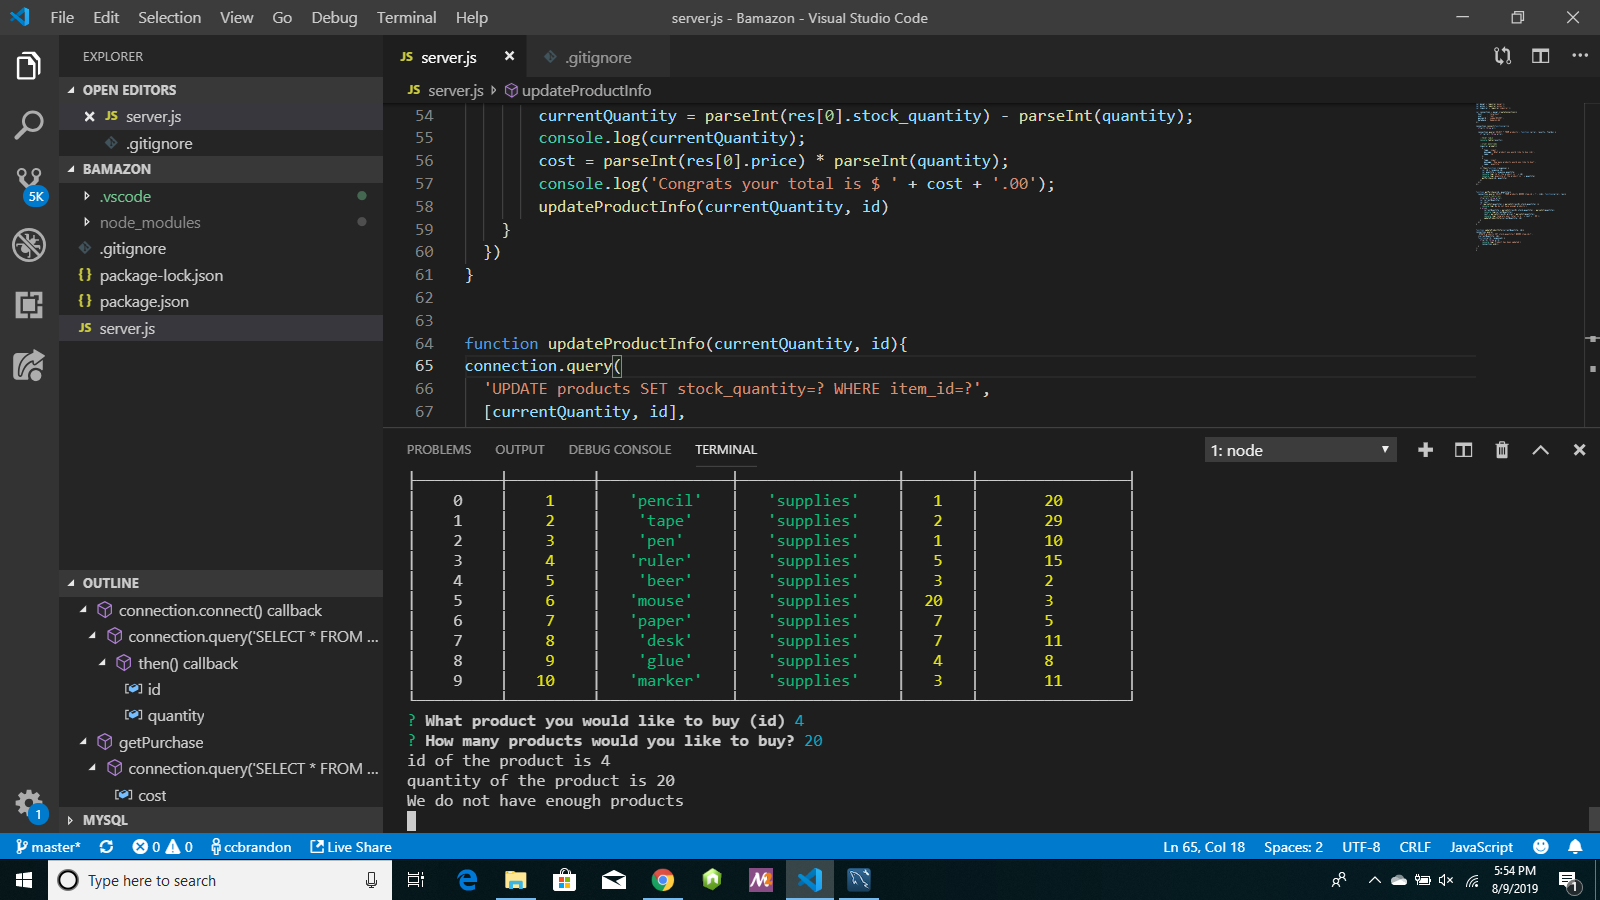 File Edit Selection View Go Debug Terminal Help
server.js - Bamazon - Visual Studio Code
EXPLORER
OPEN EDITORS
JS server.js
.gitignore
BAMAZON
.vscode
node_modules
.gitignore
{} package-lock.json
{} package.json
JS server.js
5K
OUTLINE
connection.connect() callback
connection.query('SELECT * FROM ...
then() callback
id
quantity
getPurchase
connection.query('SELECT * FROM ...
cost
MYSQL
1
JS server.js
.gitignore
JS server.js updateProductInfo
54 currentQuantity = parseInt(res[0].stock_quantity) - parseInt(quantity);
55 console.log(currentQuantity);
56 cost = parseInt(res[0].price) * parseInt(quantity);
57 console.log('Congrats your total is $ ' + cost + '.00');
58 updateProductInfo(currentQuantity, id)
59 }
60 })
61 }
62
63
64 function updateProductInfo(currentQuantity, id){
65 connection.query(
66 'UPDATE products SET stock_quantity=? WHERE item_id=?',
67 [currentQuantity, id],
PROBLEMS OUTPUT DEBUG CONSOLE TERMINAL
1: node
0 1 'pencil' 'supplies' 1 20
1 2 'tape' 'supplies' 2 29
2 3 'pen' 'supplies' 1 10
3 4 'ruler' 'supplies' 5 15
4 5 'beer' 'supplies' 3 2
5 6 'mouse' 'supplies' 20 3
6 7 'paper' 'supplies' 7 5
7 8 'desk' 'supplies' 7 11
8 9 'glue' 'supplies' 4 8
9 10 'marker' 'supplies' 3 11
? What product you would like to buy (id) 4
? How many products would you like to buy? 20
id of the product is 4
quantity of the product is 20
We do not have enough products
master* 0 0 ccbrandon Live Share
Ln 65, Col 18 Spaces: 2 UTF-8 CRLF JavaScript
Type here to search
5:54 PM
8/9/2019
1